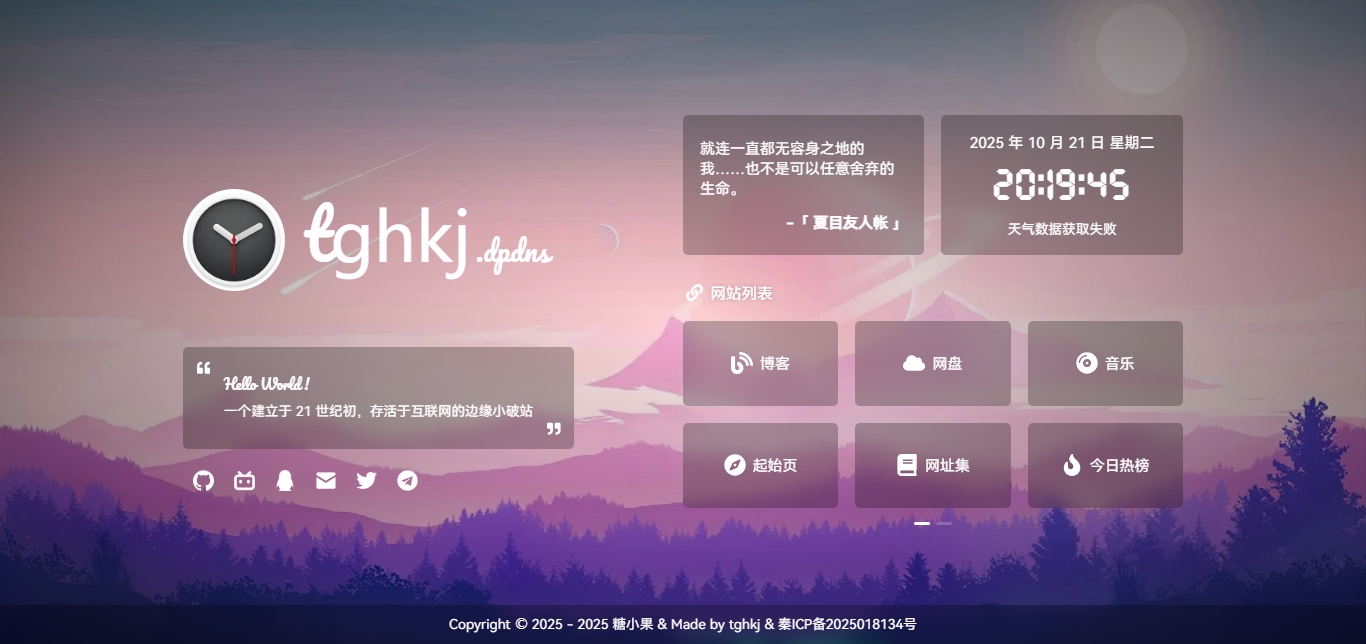 tghkj .dpdns
Hello World!
一个建立于 21 世纪初，存活于互联网的边缘小破站
就连一直都无容身之地的
我……也不是可以任意舍弃的
生命。
-「 夏目友人帐 」
2025 年 10 月 21 日 星期二
20:19:45
天气数据获取失败
网站列表
博客
网盘
音乐
起始页
网址集
今日热榜
Copyright © 2025 - 2025 糖小果 & Made by tghkj & 秦ICP备2025018134号